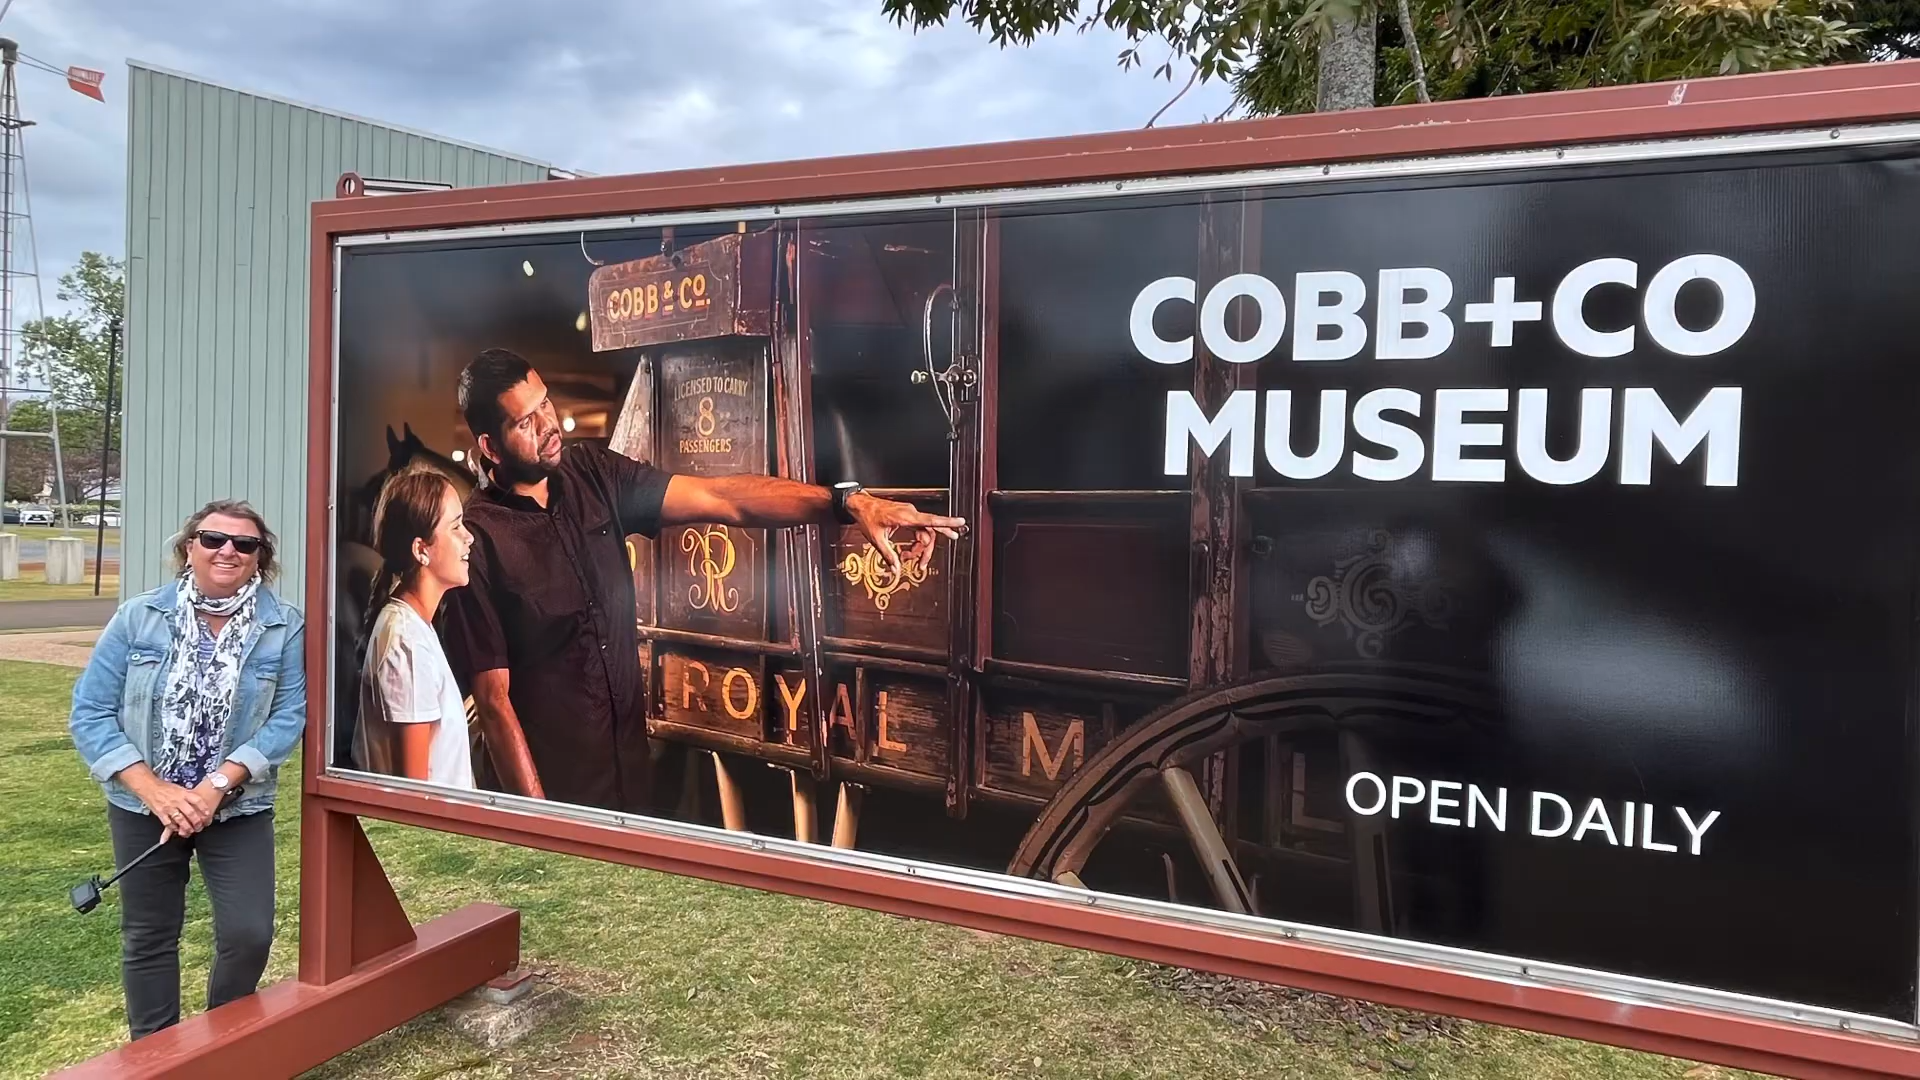 COBB+CO
MUSEUM
OPEN DAILY
COBB & CO.
LICENSED TO CARRY
8
PASSENGERS
ROYAL M